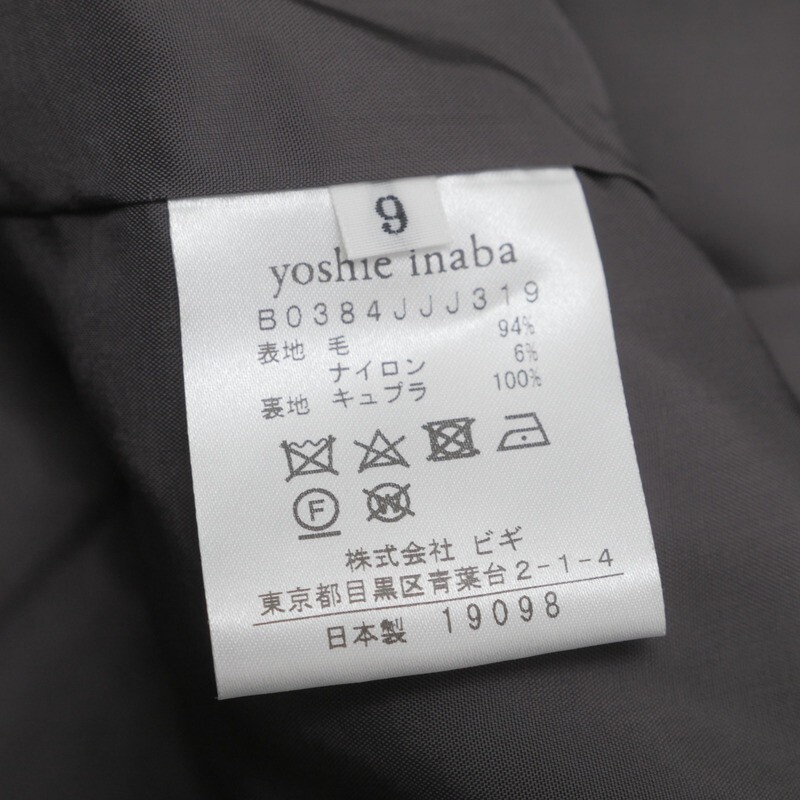 9
yoshie inaba
B0384JJJ319
表地 毛 94%
ナイロン 6%
裏地 キュプラ 100%
F W
株式会社 ビギ
東京都目黒区青葉台2-1-4
日本製 19098